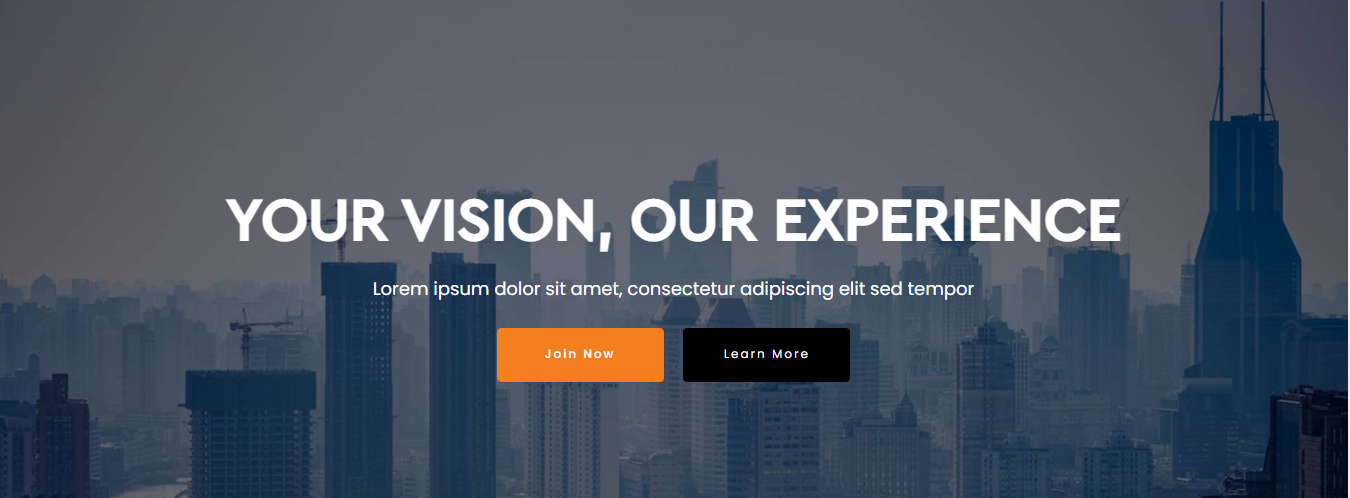 YOUR VISION, OUR EXPERIENCE
Lorem ipsum dolor sit amet, consectetur adipiscing elit sed tempor
Join Now
Learn More